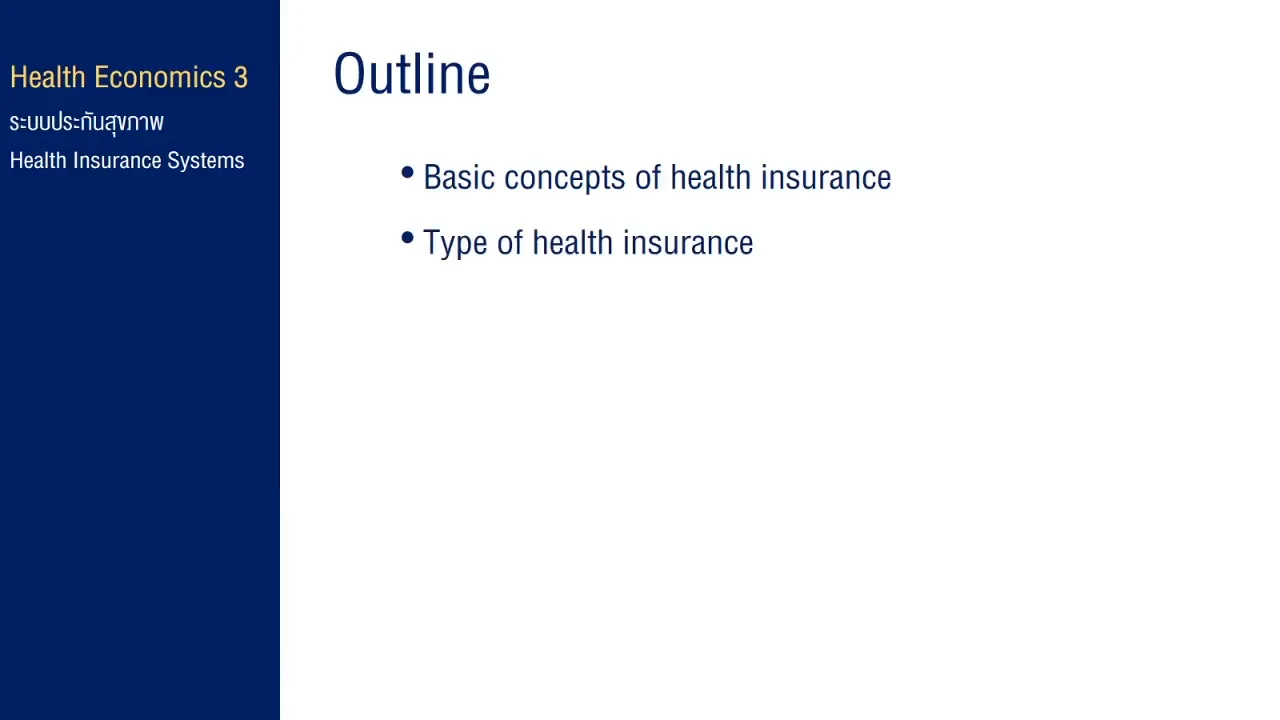 Health Economics 3
ระบบประกันสุขภาพ
Health Insurance Systems
Outline
• Basic concepts of health insurance
• Type of health insurance